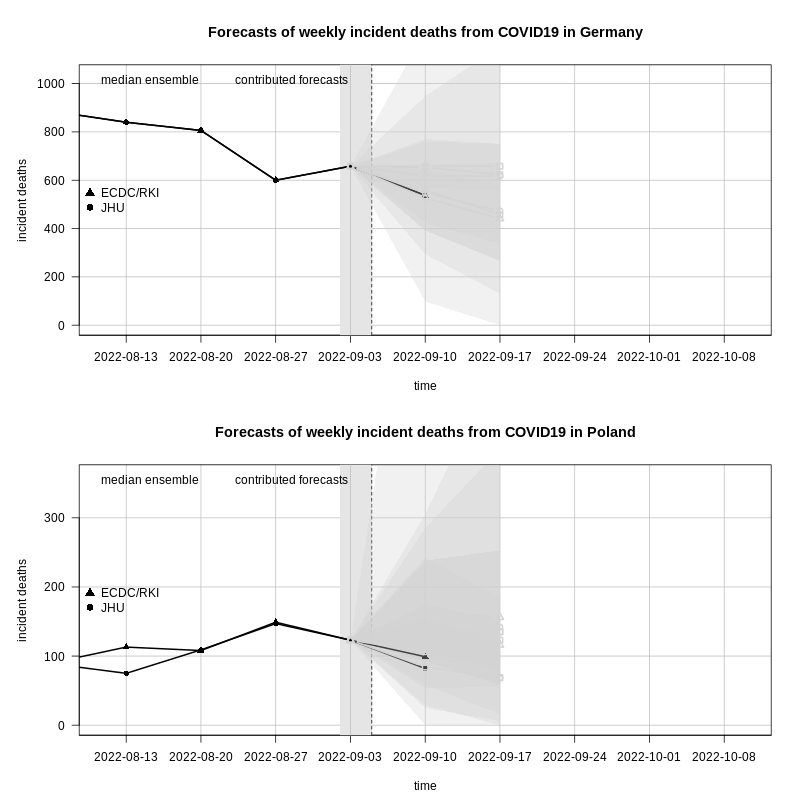 Forecasts of weekly incident deaths from COVID19 in Germany
median ensemble contributed forecasts
1000
800
600
400
200
0
incident deaths
ECDC/RKI
JHU
2022-08-13 2022-08-20 2022-08-27 2022-09-03 2022-09-10 2022-09-17 2022-09-24 2022-10-01 2022-10-08
time
Forecasts of weekly incident deaths from COVID19 in Poland
median ensemble contributed forecasts
300
200
100
0
incident deaths
ECDC/RKI
JHU
2022-08-13 2022-08-20 2022-08-27 2022-09-03 2022-09-10 2022-09-17 2022-09-24 2022-10-01 2022-10-08
time